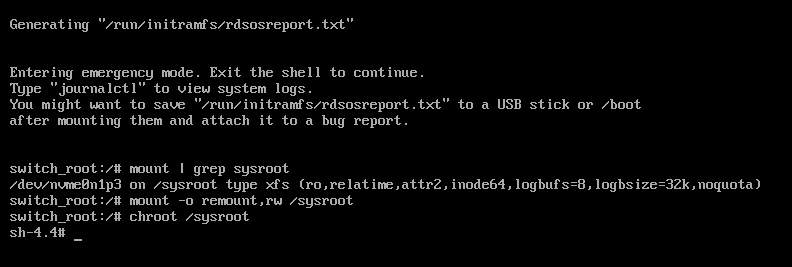 Generating "/run/initramfs/rdsosreport.txt"
Entering emergency mode. Exit the shell to continue.
Type "journalctl" to view system logs.
You might want to save "/run/initramfs/rdsosreport.txt" to a USB stick or /boot
after mounting them and attach it to a bug report.
switch_root:/# mount | grep sysroot
/dev/nvme0n1p3 on /sysroot type xfs (ro,relatime,attr2,inode64,logbufs=8,logbsize=32k,noquota)
switch_root:/# mount -o remount,rw /sysroot
switch_root:/# chroot /sysroot
sh-4.4# _